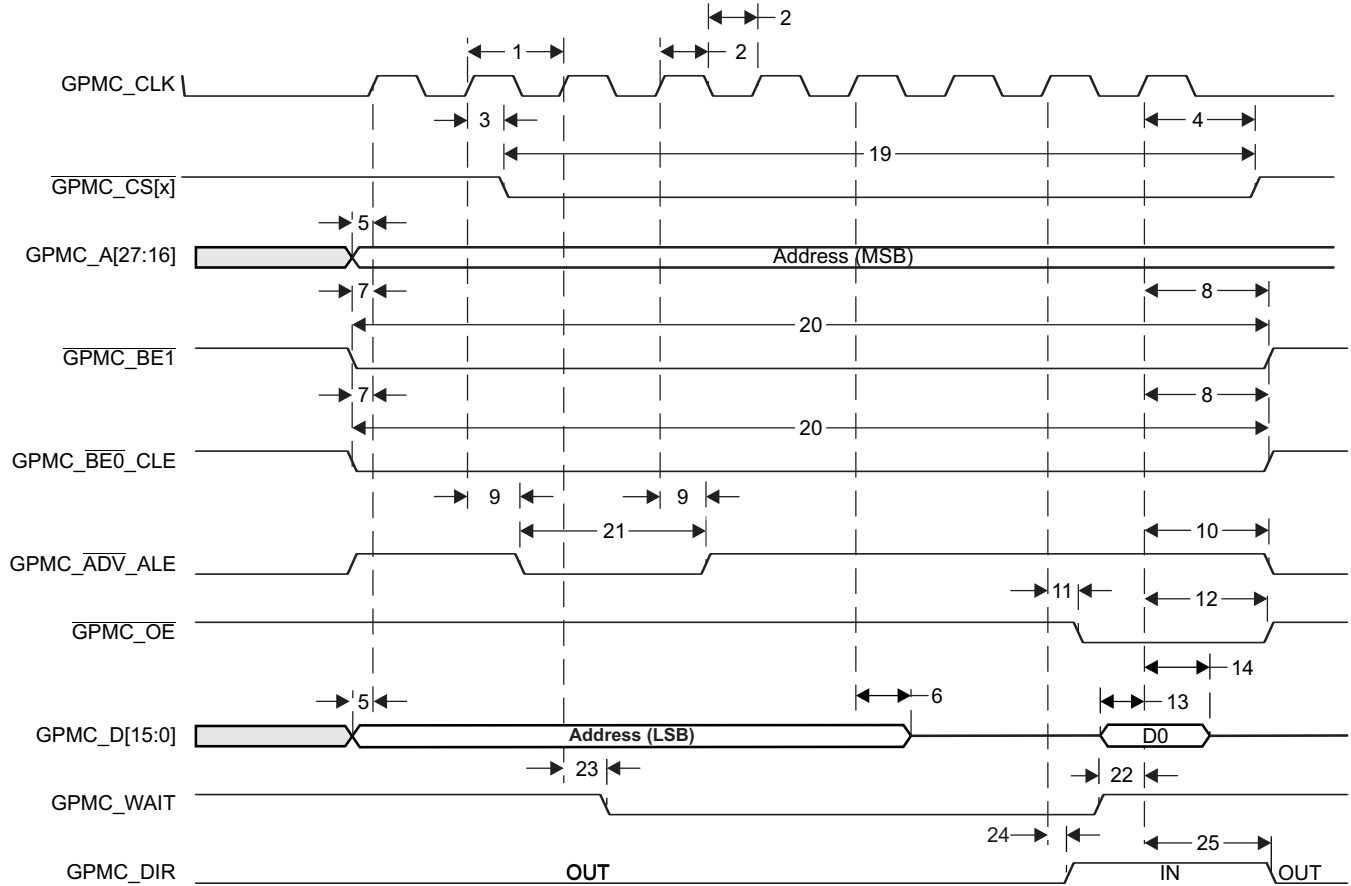 2
1
2
GPMC_CLK
3
4
19
GPMC_CS[x]
5
GPMC_A[27:16]
Address (MSB)
7
8
20
GPMC_BE1
7
8
20
GPMC_BE0_CLE
9
9
21
10
GPMC_ADV_ALE
11
12
GPMC_OE
14
5
6
13
GPMC_D[15:0]
Address (LSB)
D0
23
22
GPMC_WAIT
24
25
GPMC_DIR
OUT
IN
OUT